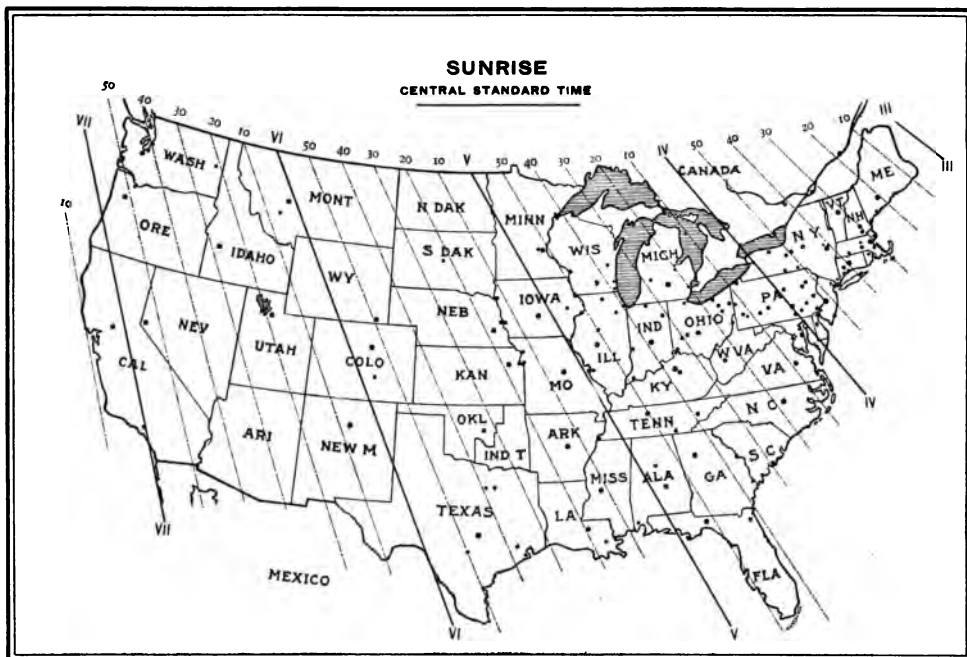 SUNRISE
CENTRAL STANDARD TIME
50
40
30
20
10
VI
50
40
30
20
10
V
50
40
30
20
10
IV
50
40
30
20
10
III
III
VII
10
WASH
MONT
N DAK
MINN
CANADA
ME
VT
NH
ORE
IDAHO
S DAK
WIS
MICH
N Y
WY
IOWA
NEB
PA
NEV
UTAH
COLO
KAN
ILL
IND
OHIO
W VA
VA
CAL
MO
KY
IV
ARI
NEW M
OKL
IND T
ARK
TENN
N C
S C
MISS
ALA
GA
TEXAS
LA
VII
MEXICO
FLA
VI
V